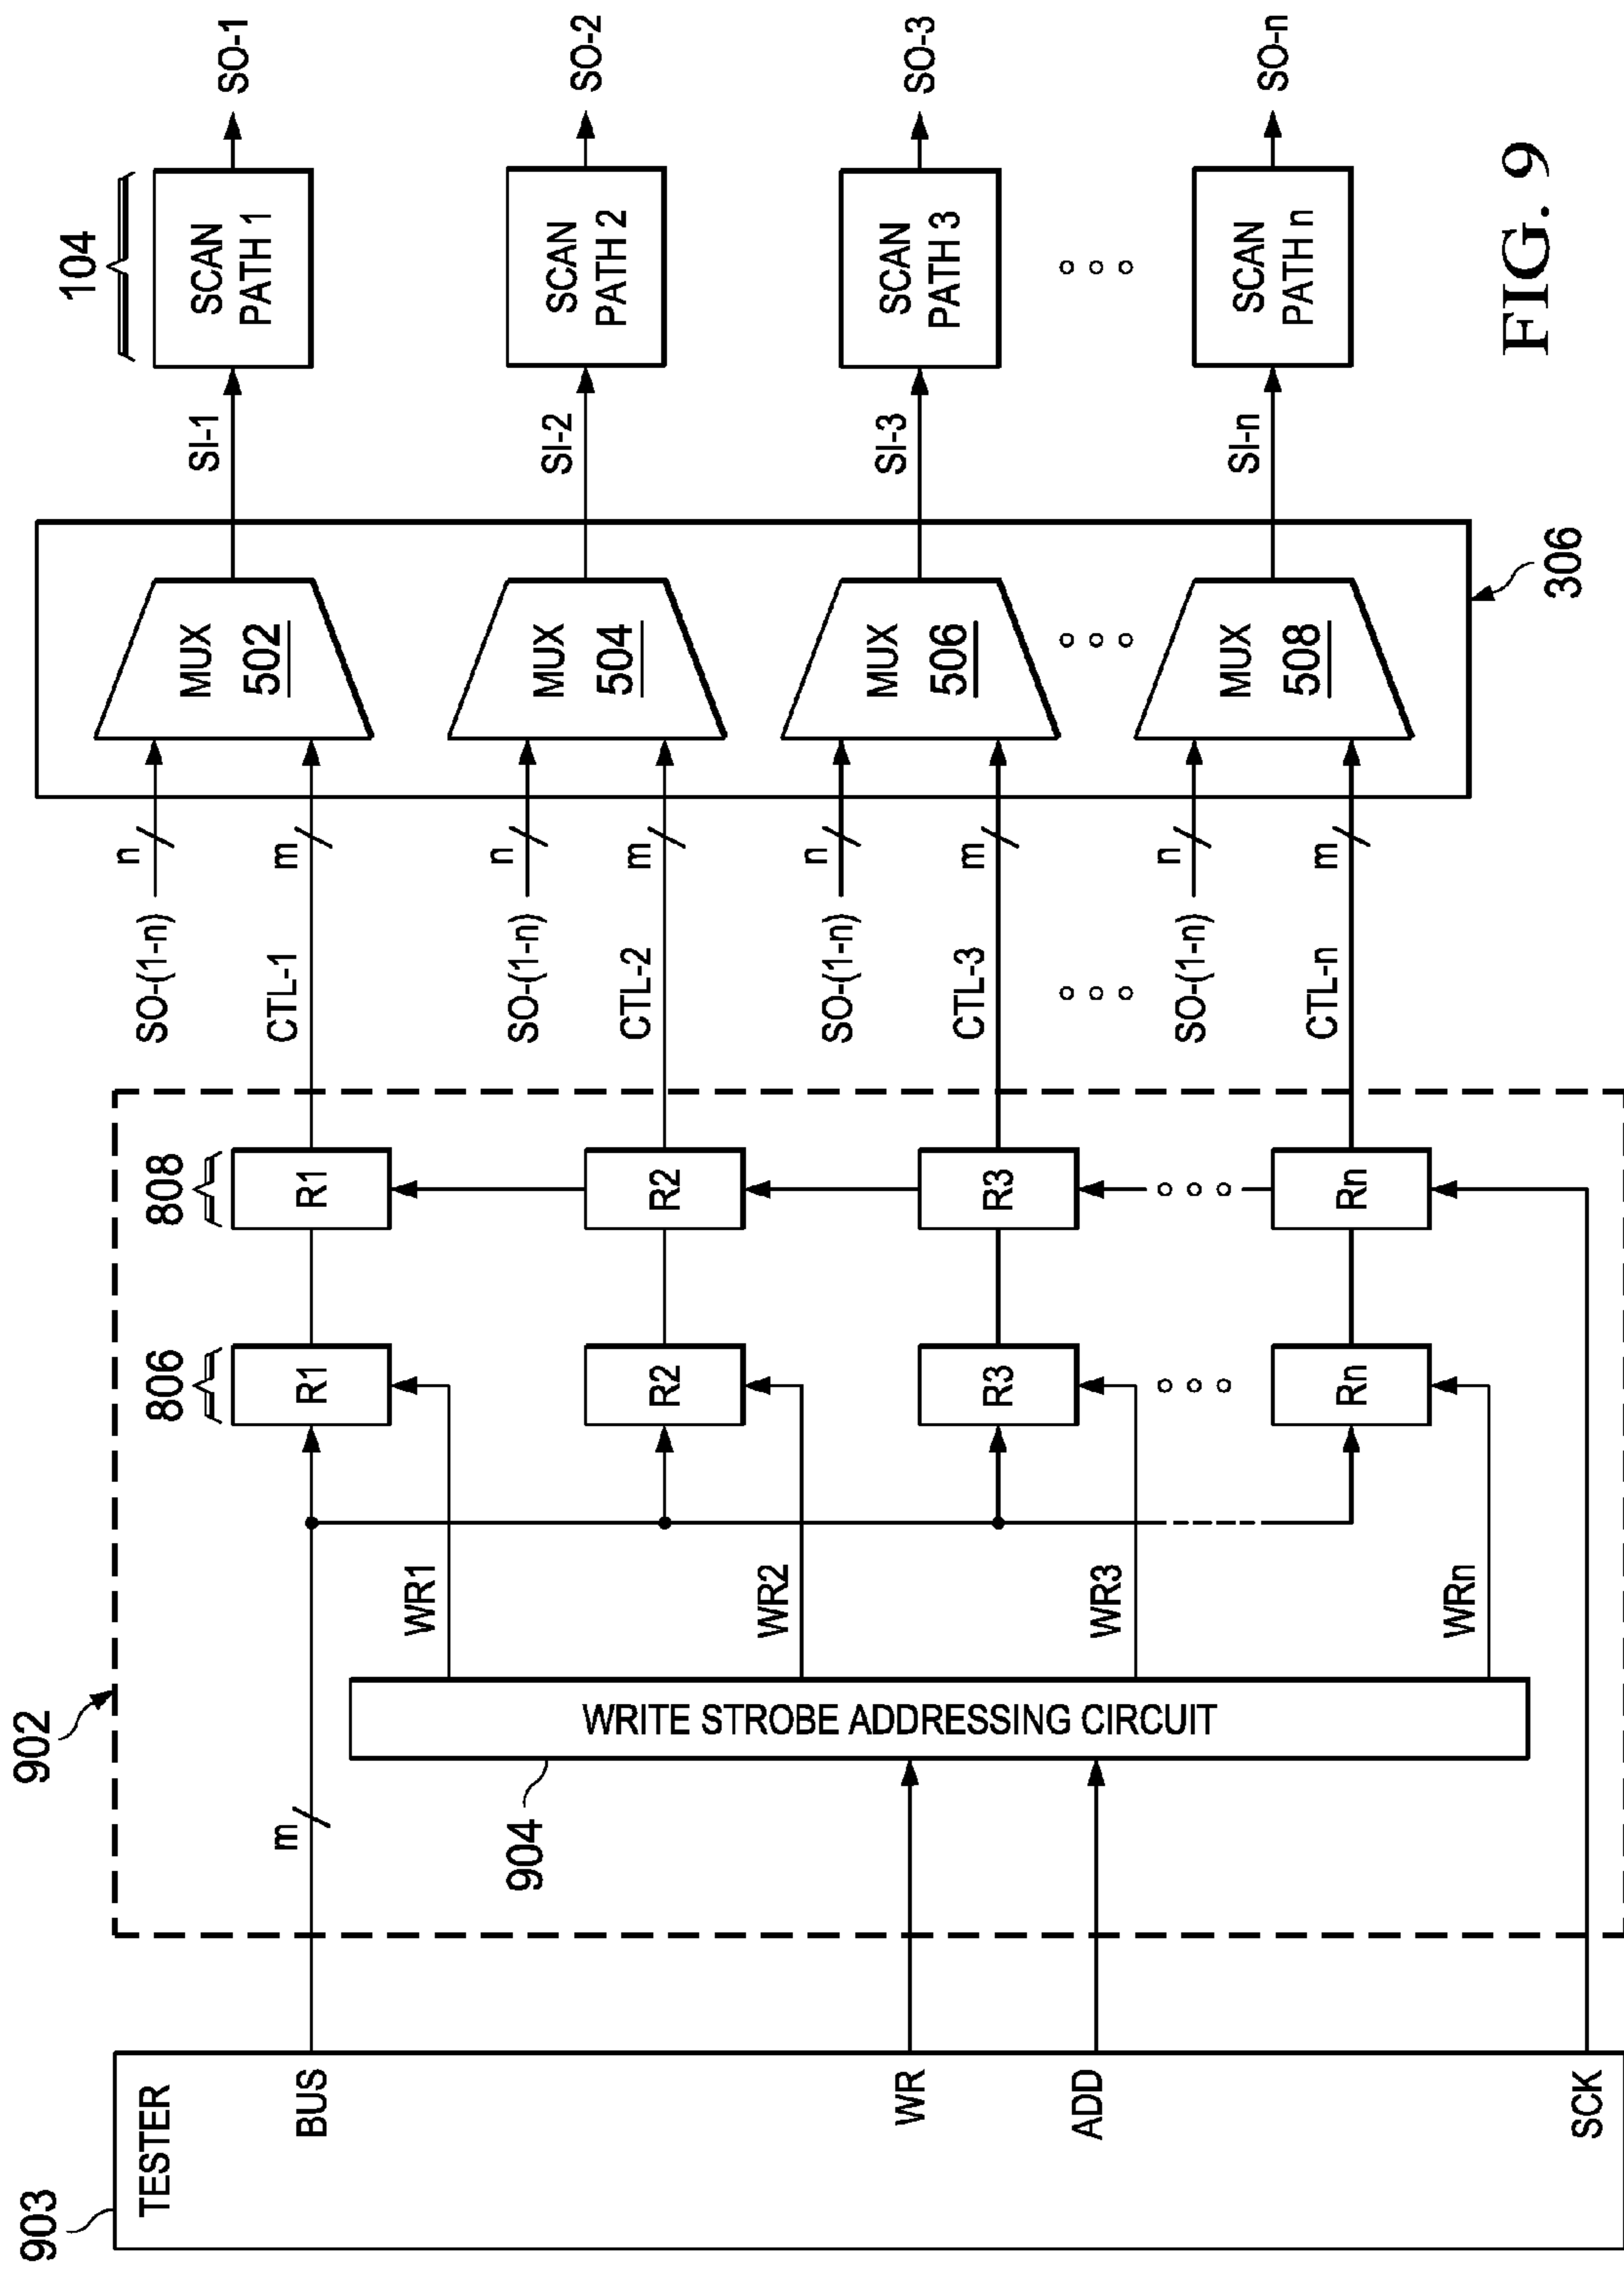 903
TESTER
BUS
WR
ADD
SCK
902
m
904
WRITE STROBE ADDRESSING CIRCUIT
WR1
WR2
WR3
WRn
806
R1
R2
R3
Rn
808
R1
R2
R3
Rn
SO-(1-n)
n
CTL-1
m
SO-(1-n)
n
CTL-2
m
SO-(1-n)
n
CTL-3
m
SO-(1-n)
n
CTL-n
m
MUX
502
MUX
504
MUX
506
MUX
508
306
SI-1
SI-2
SI-3
SI-n
104
SCAN
PATH 1
SCAN
PATH 2
SCAN
PATH 3
SCAN
PATH n
SO-1
SO-2
SO-3
SO-n
FIG. 9